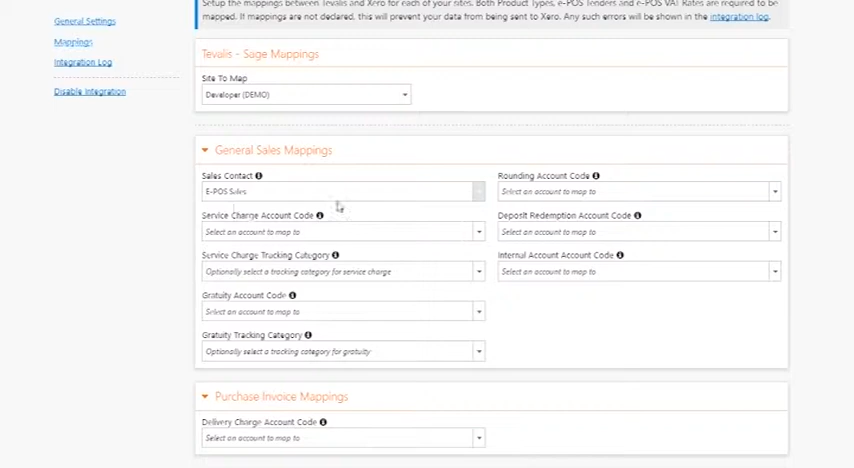 Setup the mappings between Tevalis and Xero for each of your sites. Both Product Types, e-POS Tenders and e-POS VAT Rates are required to be
mapped. If mappings are not declared, this will prevent your data from being sent to Xero. Any such errors will be shown in the integration log.
General Settings
Mappings
Integration Log
Disable Integration
Tevalis - Sage Mappings
Site To Map
Developer (DEMO)
General Sales Mappings
Sales Contact
E-POS Sales
Rounding Account Code
Select an account to map to
Service Charge Account Code
Select an account to map to
Deposit Redemption Account Code
Select an account to map to
Service Charge Tracking Category
Optionally select a tracking category for service charge
Internal Account Account Code
Select an account to map to
Gratuity Account Code
Select an account to map to
Gratuity Tracking Category
Optionally select a tracking category for gratuity
Purchase Invoice Mappings
Delivery Charge Account Code
Select an account to map to